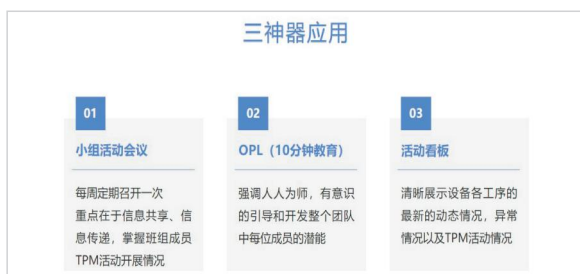 三神器应用
01
小组活动会议
每周定期召开一次
重点在于信息共享、信
息传递，掌握班组成员
TPM活动开展情况
02
OPL（10分钟教育）
强调人人为师，有意识
的引导和开发整个团队
中每位成员的潜能
03
活动看板
清晰展示设备各工序的
最新的动态情况，异常
情况以及TPM活动情况